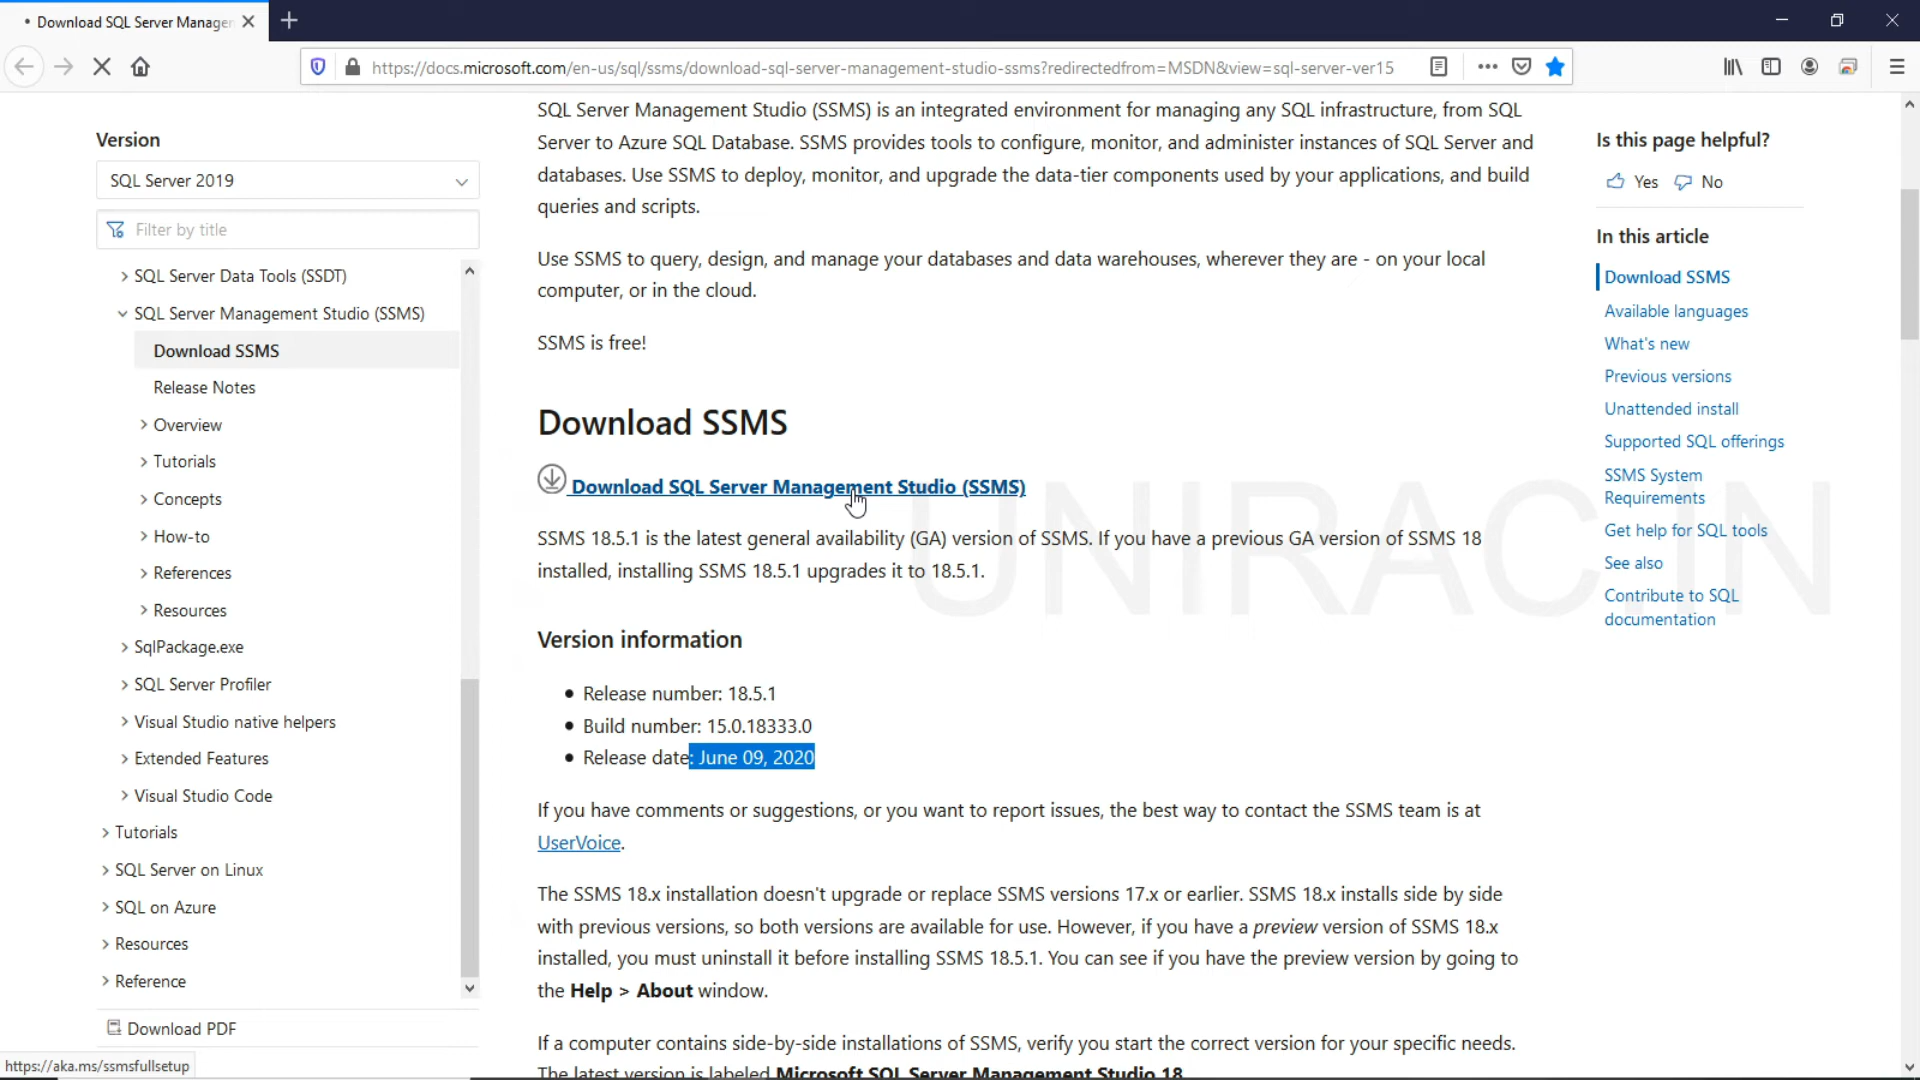 • Download SQL Server Manager
https://docs.microsoft.com/en-us/sql/ssms/download-sql-server-management-studio-ssms?redirectedfrom=MSDN&view=sql-server-ver15
Version
SQL Server 2019
Filter by title
SQL Server Data Tools (SSDT)
SQL Server Management Studio (SSMS)
Download SSMS
Release Notes
Overview
Tutorials
Concepts
How-to
References
Resources
SqlPackage.exe
SQL Server Profiler
Visual Studio native helpers
Extended Features
Visual Studio Code
Tutorials
SQL Server on Linux
SQL on Azure
Resources
Reference
Download PDF
https://aka.ms/ssmsfullsetup
SQL Server Management Studio (SSMS) is an integrated environment for managing any SQL infrastructure, from SQL
Server to Azure SQL Database. SSMS provides tools to configure, monitor, and administer instances of SQL Server and
databases. Use SSMS to deploy, monitor, and upgrade the data-tier components used by your applications, and build
queries and scripts.
Use SSMS to query, design, and manage your databases and data warehouses, wherever they are - on your local
computer, or in the cloud.
SSMS is free!
Download SSMS
Download SQL Server Management Studio (SSMS)
SSMS 18.5.1 is the latest general availability (GA) version of SSMS. If you have a previous GA version of SSMS 18
installed, installing SSMS 18.5.1 upgrades it to 18.5.1.
Version information
• Release number: 18.5.1
• Build number: 15.0.18333.0
• Release date: June 09, 2020
If you have comments or suggestions, or you want to report issues, the best way to contact the SSMS team is at
UserVoice.
The SSMS 18.x installation doesn't upgrade or replace SSMS versions 17.x or earlier. SSMS 18.x installs side by side
with previous versions, so both versions are available for use. However, if you have a preview version of SSMS 18.x
installed, you must uninstall it before installing SSMS 18.5.1. You can see if you have the preview version by going to
the Help > About window.
If a computer contains side-by-side installations of SSMS, verify you start the correct version for your specific needs.
The latest version is labeled Microsoft SQL Server Management Studio 18
Is this page helpful?
Yes No
In this article
Download SSMS
Available languages
What's new
Previous versions
Unattended install
Supported SQL offerings
SSMS System
Requirements
Get help for SQL tools
See also
Contribute to SQL
documentation
UNIRAC.IN